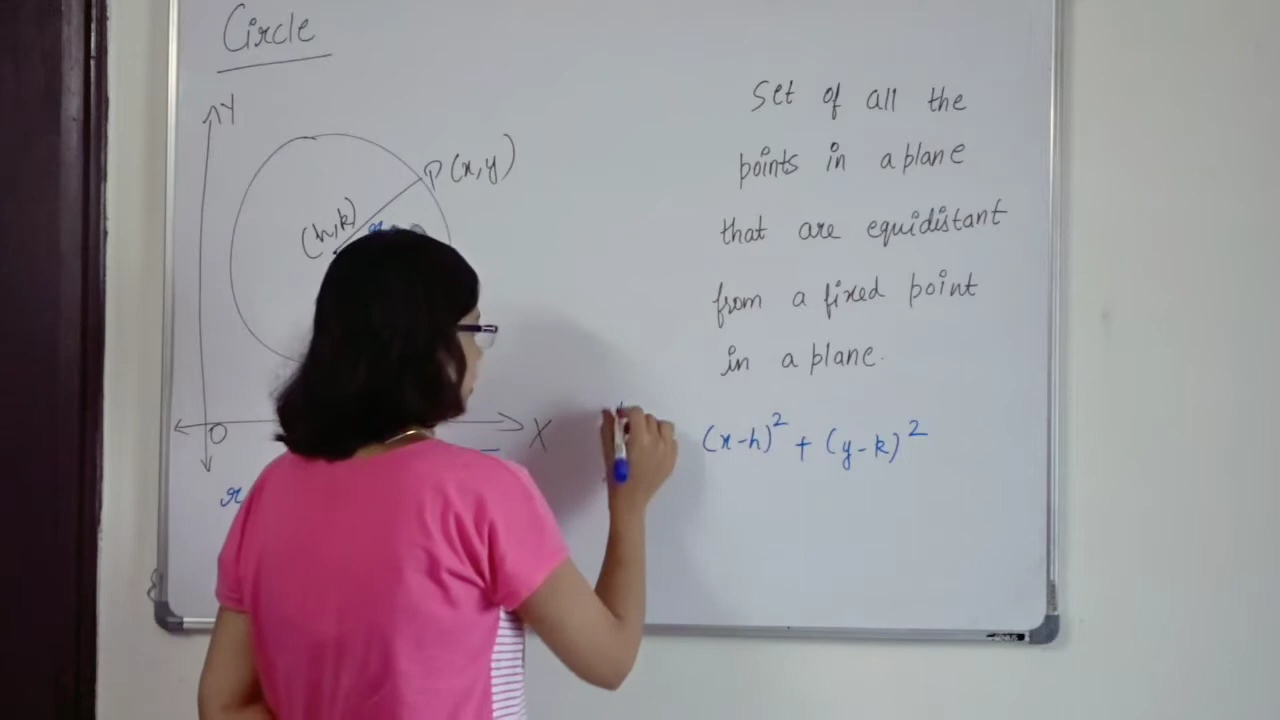 Circle
Y
P(x,y)
(h,k)
O
X
r
Set of all the
points in a plane
that are equidistant
from a fixed point
in a plane.
(x-h)² + (y-k)²